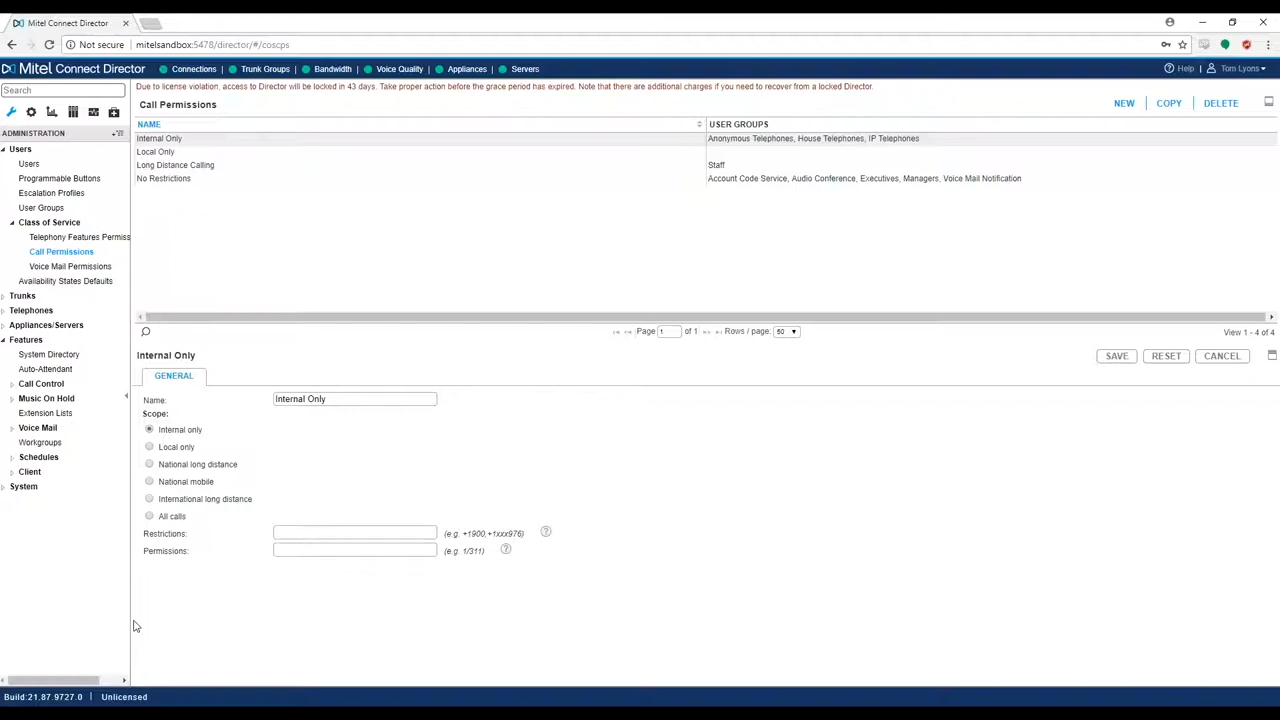 Mitel Connect Director
Not secure | mitelsandbox:5478/director/#/coscps
Mitel Connect Director
Connections
Trunk Groups
Bandwidth
Voice Quality
Appliances
Servers
Help
Tom Lyons
Search
Due to license violation, access to Director will be locked in 43 days. Take proper action before the grace period has expired. Note that there are additional charges if you need to recover from a locked Director.
Call Permissions
NEW
COPY
DELETE
NAME
USER GROUPS
Internal Only
Anonymous Telephones, House Telephones, IP Telephones
Local Only
Long Distance Calling
Staff
No Restrictions
Account Code Service, Audio Conference, Executives, Managers, Voice Mail Notification
ADMINISTRATION
Users
Users
Programmable Buttons
Escalation Profiles
User Groups
Class of Service
Telephony Features Permiss
Call Permissions
Voice Mail Permissions
Availability States Defaults
Trunks
Telephones
Appliances/Servers
Features
System Directory
Auto-Attendant
Call Control
Music On Hold
Extension Lists
Voice Mail
Workgroups
Schedules
Client
System
Page 1 of 1
Rows / page: 50
View 1 - 4 of 4
Internal Only
SAVE
RESET
CANCEL
GENERAL
Name: Internal Only
Scope:
Internal only
Local only
National long distance
National mobile
International long distance
All calls
Restrictions: (e.g. +1900,+1xxx976)
Permissions: (e.g. 1/311)
Build:21.87.9727.0 | Unlicensed